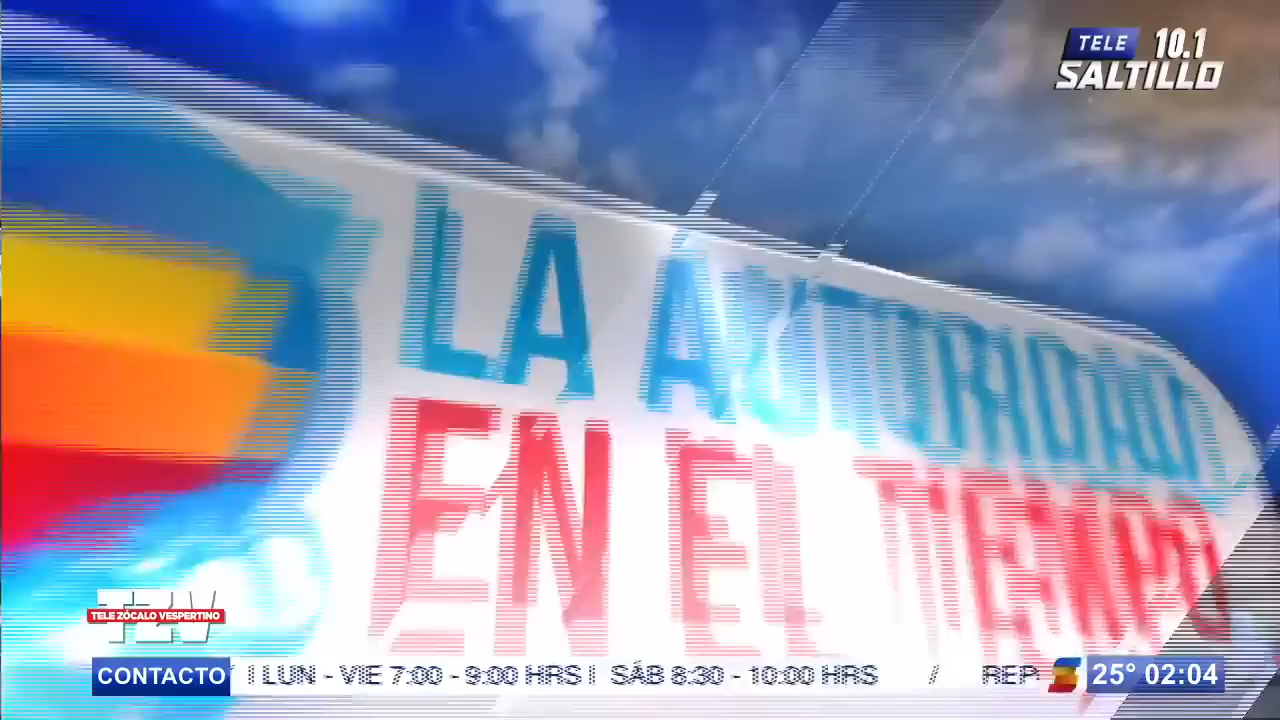 TELE 10.1
SALTILLO
LA AUTORIDAD
EN EL TIEMPO
TZV
TELE ZÓCALO VESPERTINO
CONTACTO
LUN - VIE 7:00 - 9:00 HRS | SÁB 8:30 - 10:00 HRS / REP:
25° 02:04